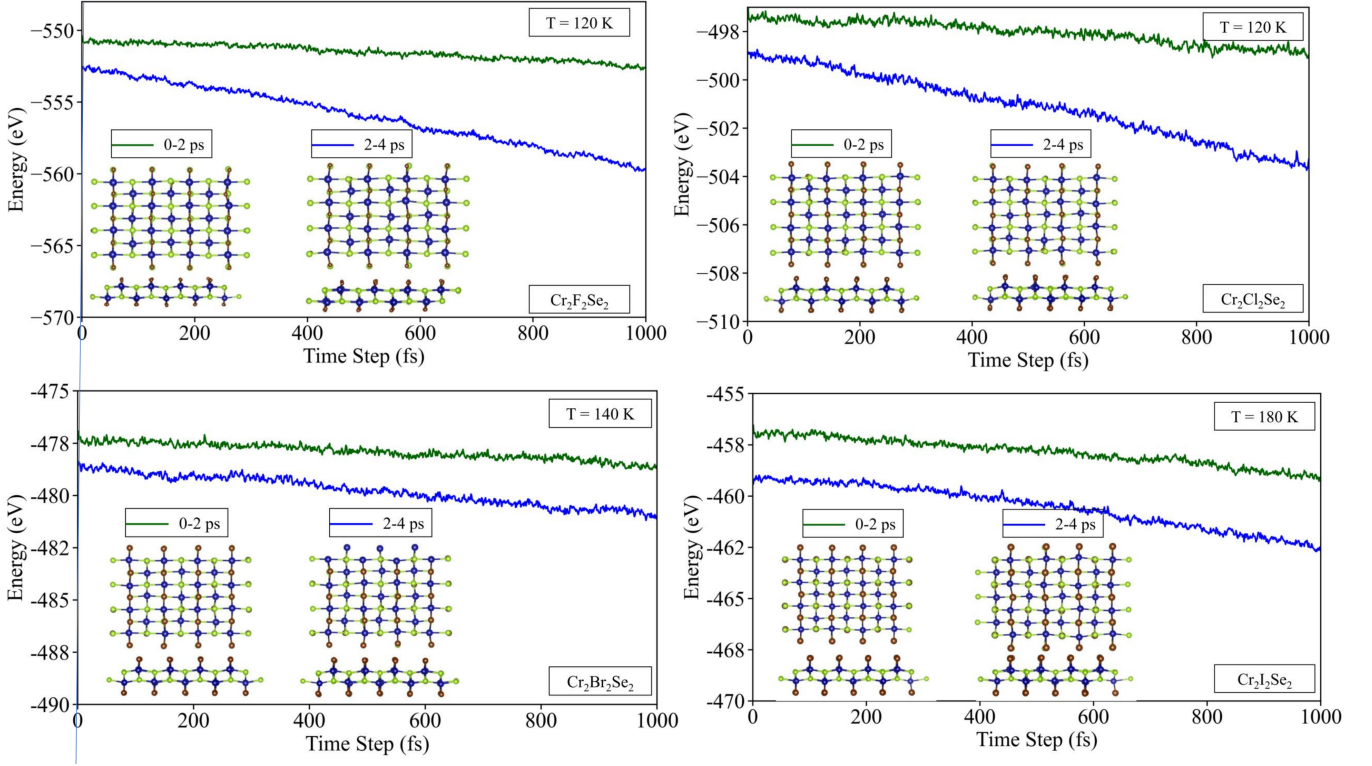 T = 120 K
−550
−555
−560
−565
−570
Energy (eV)
0-2 ps
2-4 ps
Cr2F2Se2
0
200
400
600
800
1000
Time Step (fs)
T = 120 K
−498
−500
−502
−504
−506
−508
−510
Energy (eV)
0-2 ps
2-4 ps
Cr2Cl2Se2
0
200
400
600
800
1000
Time Step (fs)
T = 140 K
-475
-478
-480
-482
-485
-488
-490
Energy (eV)
0-2 ps
2-4 ps
Cr2Br2Se2
0
200
400
600
800
1000
Time Step (fs)
T = 180 K
-455
-458
-460
-462
-465
-468
-470
Energy (eV)
0-2 ps
2-4 ps
Cr2I2Se2
0
200
400
600
800
1000
Time Step (fs)